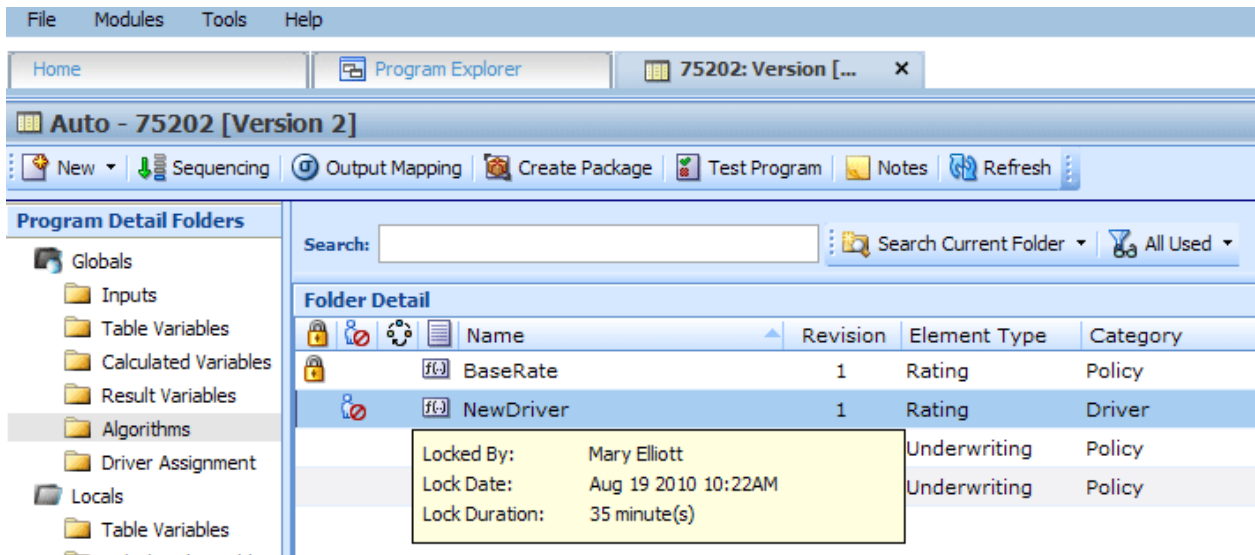 File Modules Tools Help
Home Program Explorer 75202: Version [...
Auto - 75202 [Version 2]
New Sequencing Output Mapping Create Package Test Program Notes Refresh
Program Detail Folders
Globals
Inputs
Table Variables
Calculated Variables
Result Variables
Algorithms
Driver Assignment
Locals
Table Variables
Search: Search Current Folder All Used
Folder Detail
Name Revision Element Type Category
f(.) BaseRate 1 Rating Policy
f(.) NewDriver 1 Rating Driver
Underwriting Policy
Underwriting Policy
Locked By: Mary Elliott
Lock Date: Aug 19 2010 10:22AM
Lock Duration: 35 minute(s)